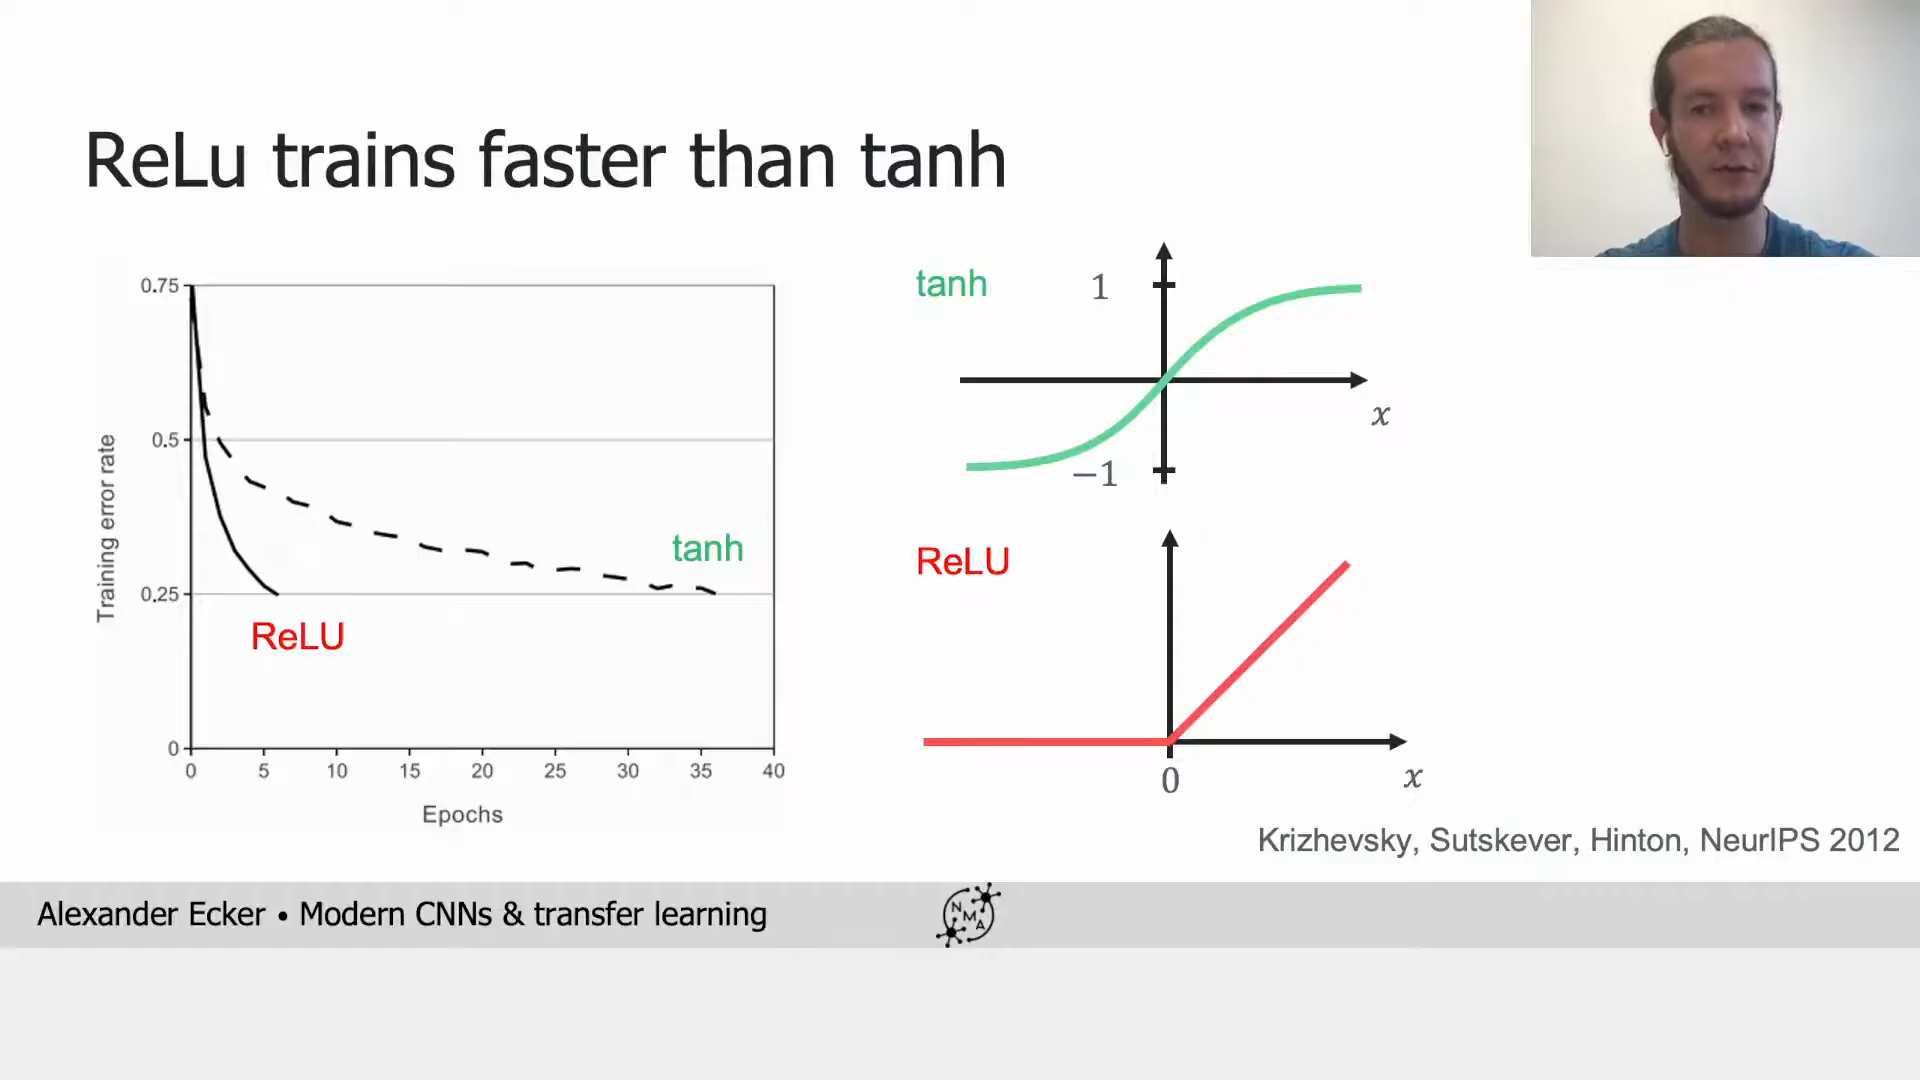 ReLu trains faster than tanh
0.75
0.5
0.25
0
0 5 10 15 20 25 30 35 40
Training error rate
Epochs
tanh
ReLU
tanh
1
−1
x
ReLU
0
x
Krizhevsky, Sutskever, Hinton, NeurIPS 2012
Alexander Ecker • Modern CNNs & transfer learning
N
M
A